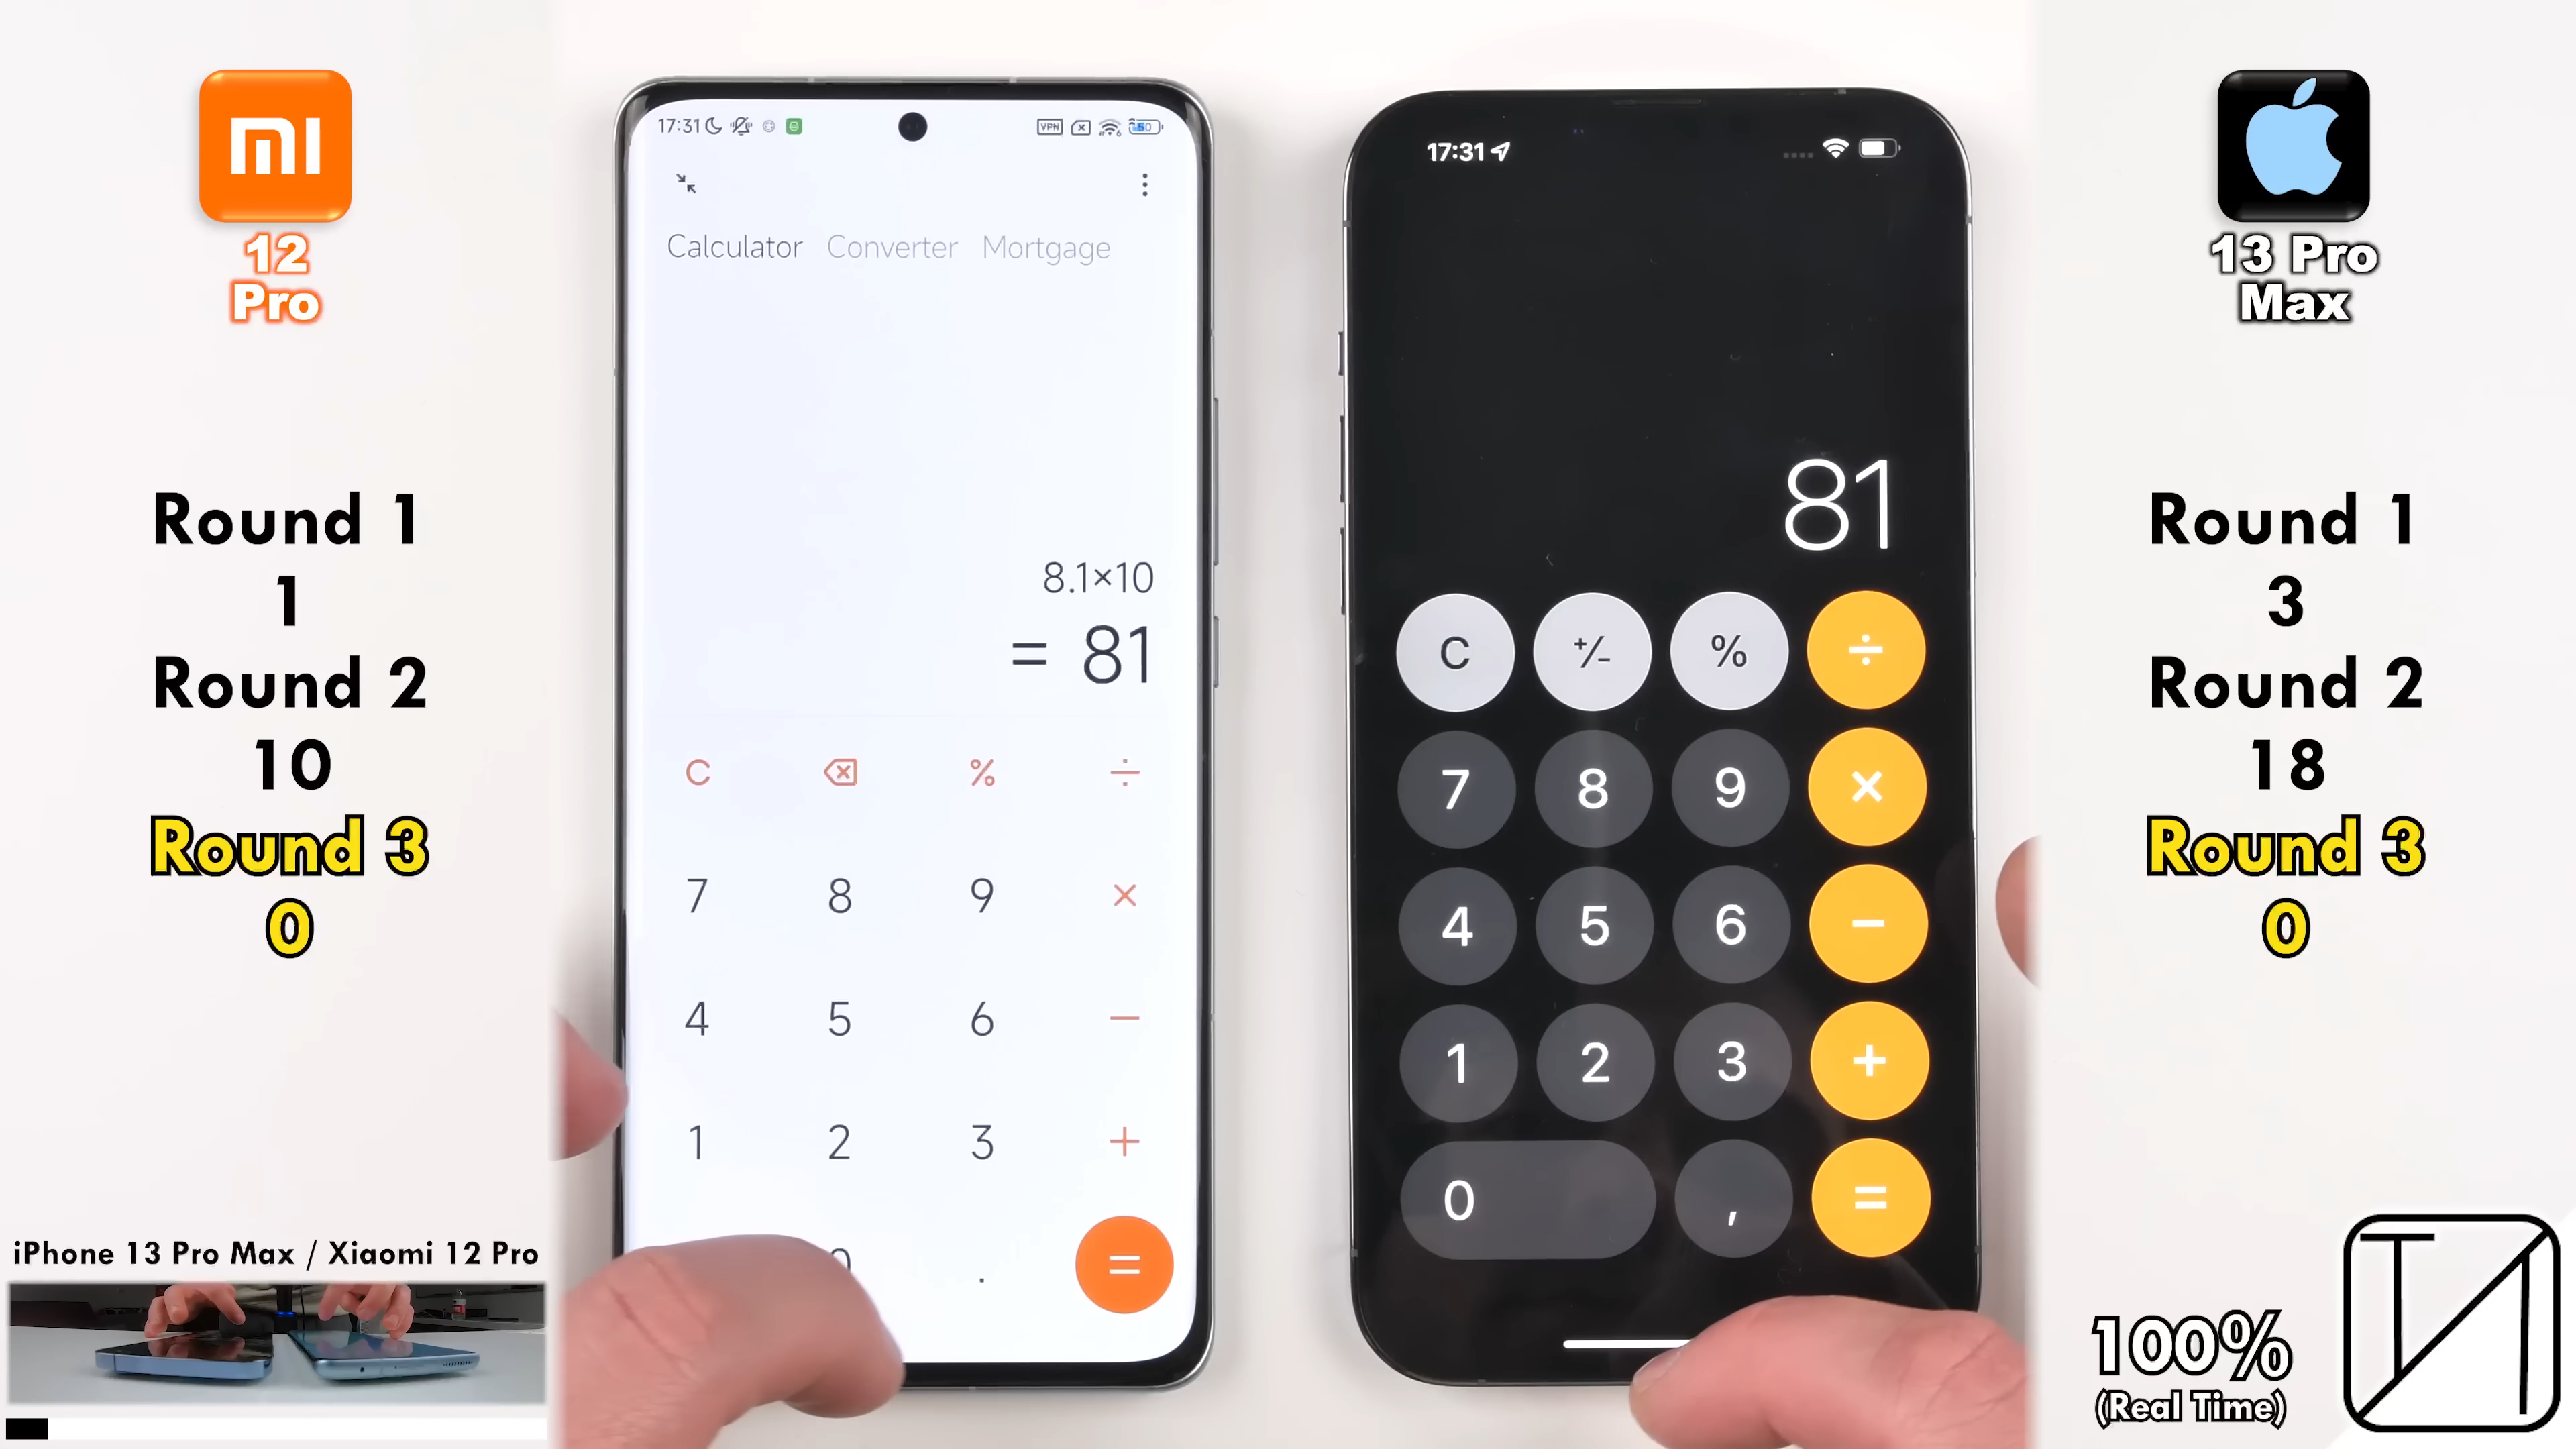 mi
12
Pro
Round 1
1
Round 2
10
Round 3
0
iPhone 13 Pro Max / Xiaomi 12 Pro
17:31
VPN
Calculator Converter Mortgage
8.1×10
= 81
C % ÷
7 8 9 ×
4 5 6 −
1 2 3 +
0 . =
17:31
81
C +/- % ÷
7 8 9 ×
4 5 6 −
1 2 3 +
0 , =
13 Pro
Max
Round 1
3
Round 2
18
Round 3
0
100%
(Real Time)